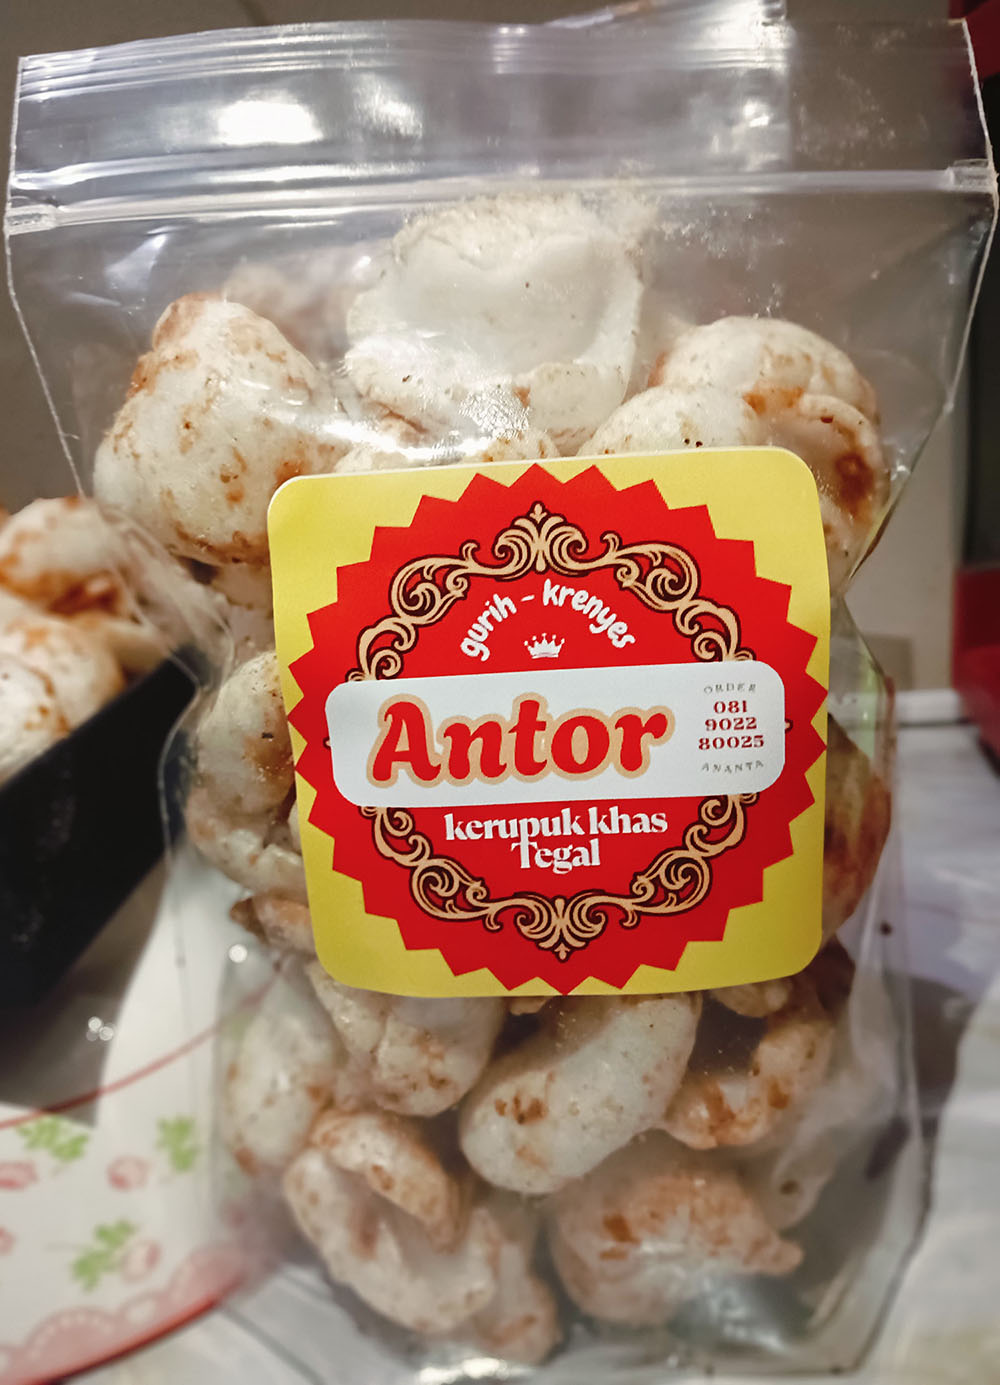 gurih - krenyes
Antor
ORDER
081
9022
80025
ANANTA
kerupuk khas
Tegal